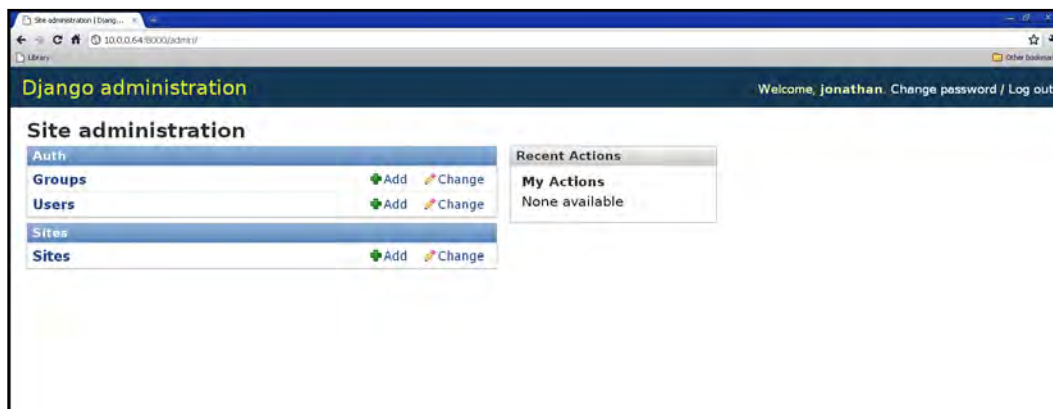 Site administration | Djang...
10.0.0.64:8000/admin/
Library
Other bookmar
Django administration
Welcome, jonathan. Change password / Log out
Site administration
Auth
Groups Add Change
Users Add Change
Sites
Sites Add Change
Recent Actions
My Actions
None available